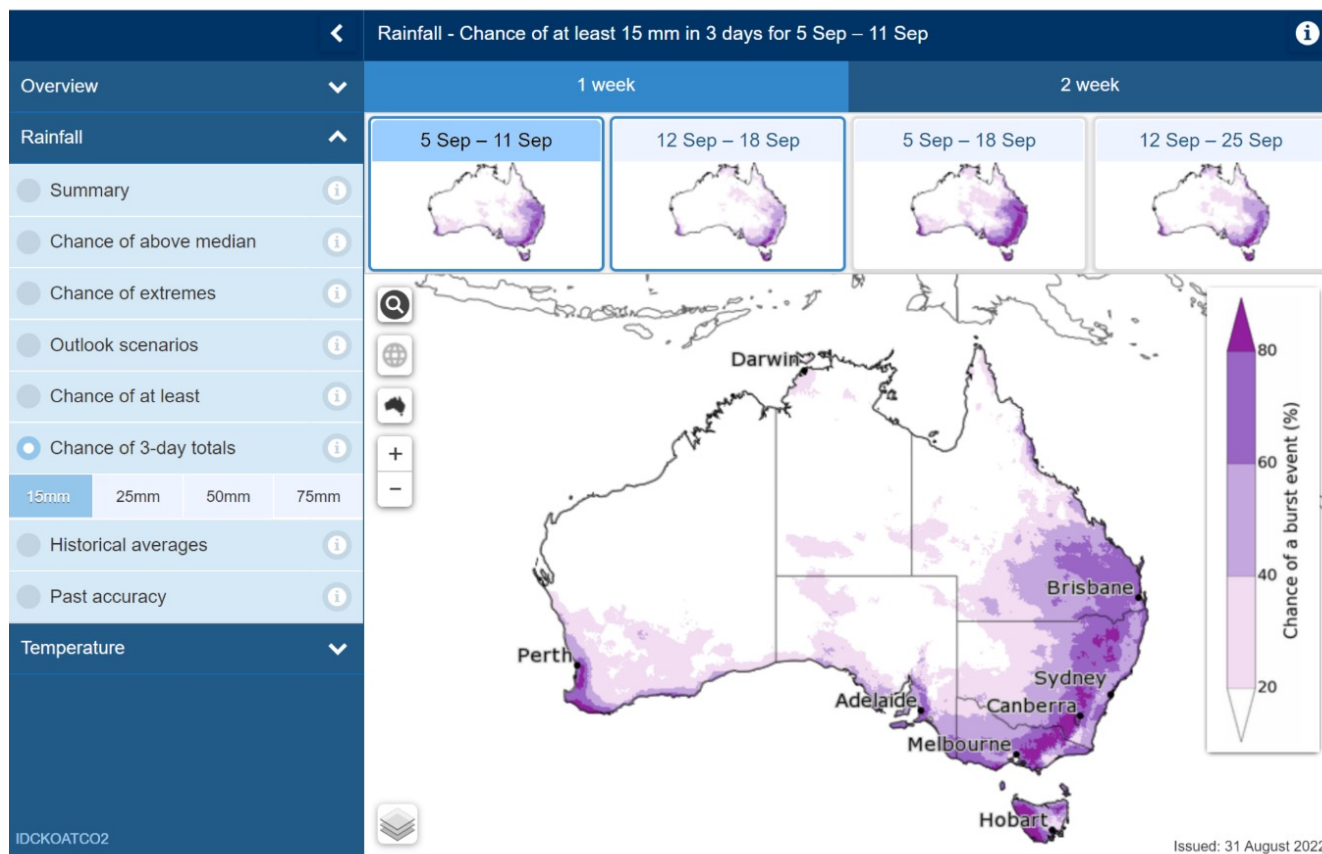 Rainfall - Chance of at least 15 mm in 3 days for 5 Sep – 11 Sep
Overview
Rainfall
Summary
Chance of above median
Chance of extremes
Outlook scenarios
Chance of at least
Chance of 3-day totals
15mm 25mm 50mm 75mm
Historical averages
Past accuracy
Temperature
IDCKOATCO2
1 week 2 week
5 Sep – 11 Sep 12 Sep – 18 Sep 5 Sep – 18 Sep 12 Sep – 25 Sep
+
−
Darwin
Brisbane
Perth
Sydney
Adelaide
Canberra
Melbourne
Hobart
80
60
40
20
Chance of a burst event (%)
Issued: 31 August 2022